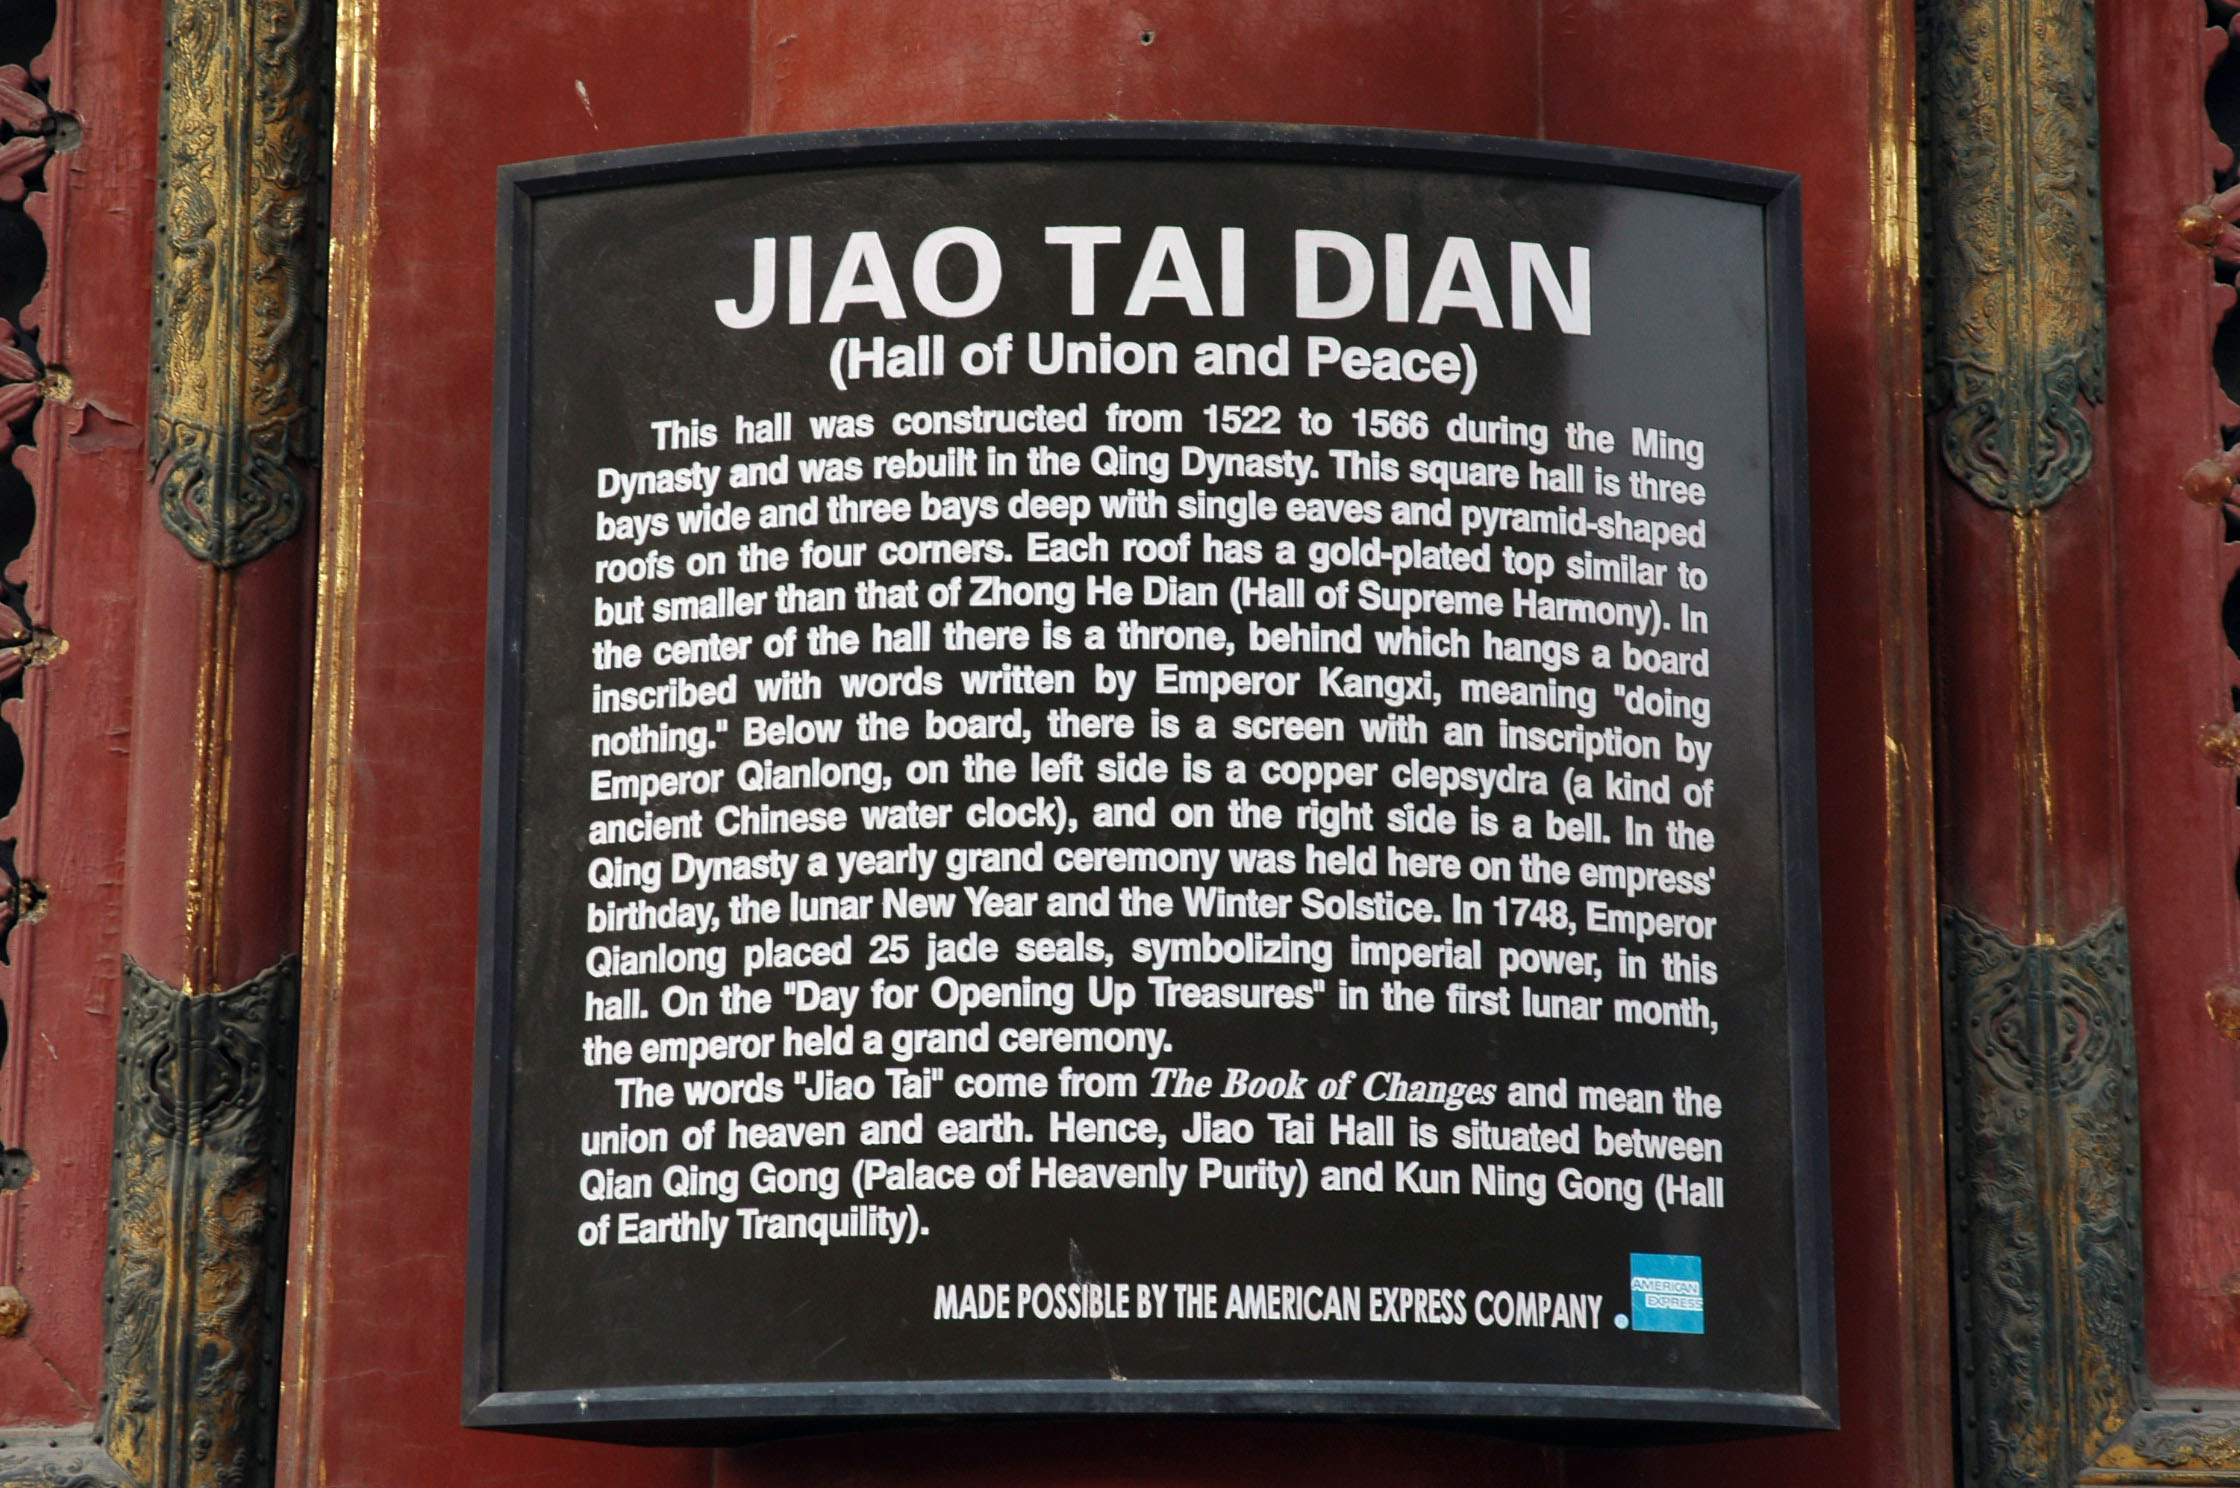 JIAO TAI DIAN
(Hall of Union and Peace)
This hall was constructed from 1522 to 1566 during the Ming
Dynasty and was rebuilt in the Qing Dynasty. This square hall is three
bays wide and three bays deep with single eaves and pyramid-shaped
roofs on the four corners. Each roof has a gold-plated top similar to
but smaller than that of Zhong He Dian (Hall of Supreme Harmony). In
the center of the hall there is a throne, behind which hangs a board
inscribed with words written by Emperor Kangxi, meaning "doing
nothing." Below the board, there is a screen with an inscription by
Emperor Qianlong, on the left side is a copper clepsydra (a kind of
ancient Chinese water clock), and on the right side is a bell. In the
Qing Dynasty a yearly grand ceremony was held here on the empress'
birthday, the lunar New Year and the Winter Solstice. In 1748, Emperor
Qianlong placed 25 jade seals, symbolizing imperial power, in this
hall. On the "Day for Opening Up Treasures" in the first lunar month,
the emperor held a grand ceremony.
The words "Jiao Tai" come from The Book of Changes and mean the
union of heaven and earth. Hence, Jiao Tai Hall is situated between
Qian Qing Gong (Palace of Heavenly Purity) and Kun Ning Gong (Hall
of Earthly Tranquility).
MADE POSSIBLE BY THE AMERICAN EXPRESS COMPANY
AMERICAN
EXPRESS